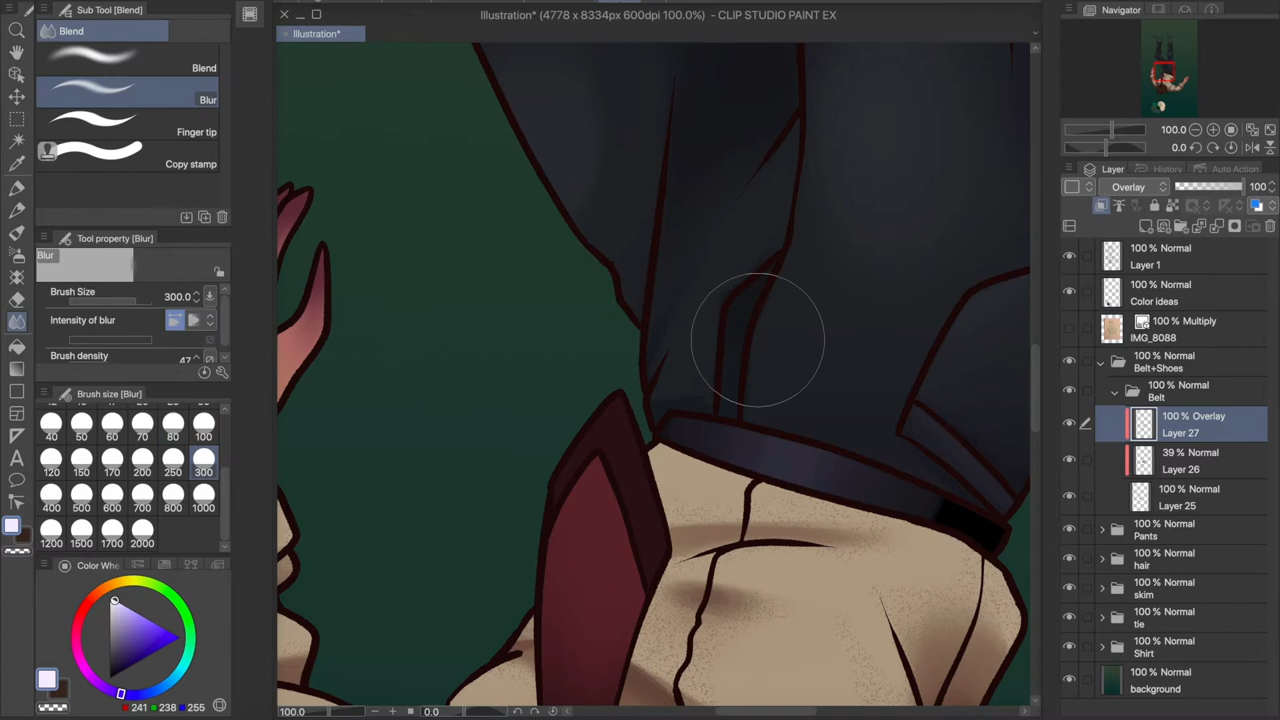 Sub Tool [Blend]
Blend
Blend
Blur
Finger tip
Copy stamp
Tool property [Blur]
Blur
Brush Size
300.0
Intensity of blur
Brush density
47
Brush size [Blur]
40
60
70
80
100
120
150
170
200
250
300
400
500
600
700
800
1000
1200
1500
1700
2000
Color Whe
241
238
255
Illustration* (4778 x 8334px 600dpi 100.0%) - CLIP STUDIO PAINT EX
Illustration*
100.0
0.0
Navigator
100.0
0.0
Layer
History
Auto Action
Overlay
100
100 % Normal
Layer 1
100 % Normal
Color ideas
100 % Multiply
IMG_8088
100 % Normal
Belt+Shoes
100 % Normal
Belt
100 % Overlay
Layer 27
39 % Normal
Layer 26
100 % Normal
Layer 25
100 % Normal
Pants
100 % Normal
hair
100 % Normal
skim
100 % Normal
tie
100 % Normal
Shirt
100 % Normal
background